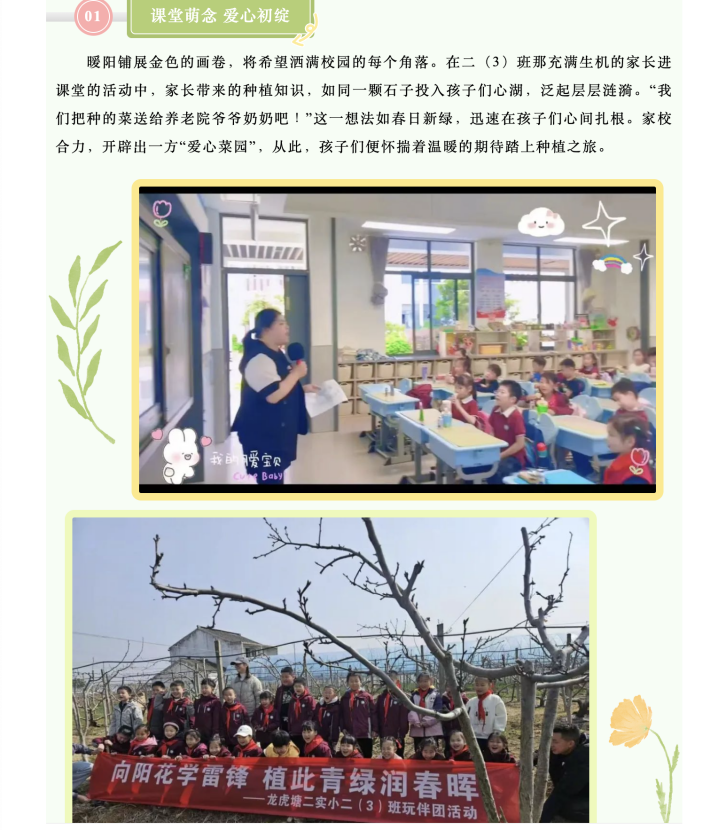 01
课堂萌念 爱心初绽
暖阳铺展金色的画卷，将希望洒满校园的每个角落。在二（3）班那充满生机的家长进
课堂的活动中，家长带来的种植知识，如同一颗石子投入孩子们心湖，泛起层层涟漪。“我
们把种的菜送给养老院爷爷奶奶吧！”这一想法如春日新绿，迅速在孩子们心间扎根。家校
合力，开辟出一方“爱心菜园”，从此，孩子们便怀揣着温暖的期待踏上种植之旅。
我的可爱宝贝
Cute Baby
向阳花学雷锋 植此青绿润春晖
——龙虎塘二实小二（3）班玩伴团活动